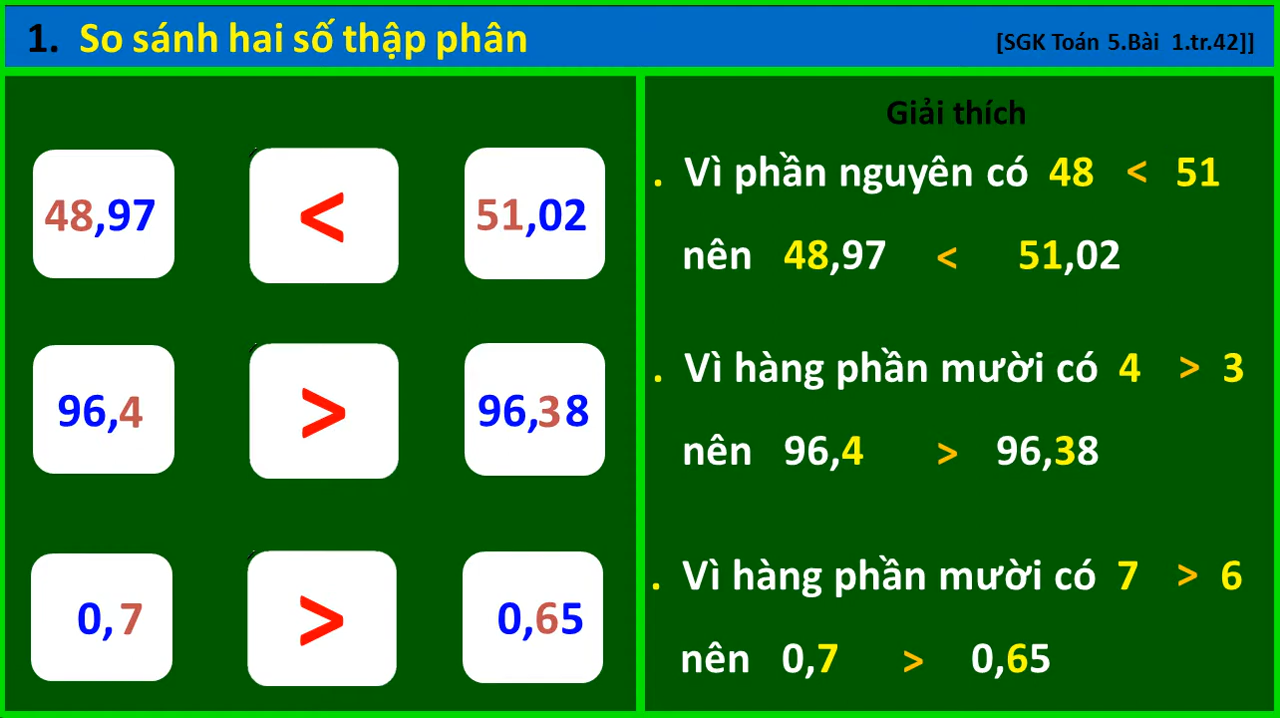 1. So sánh hai số thập phân
[SGK Toán 5.Bài 1.tr.42]]
48,97 < 51,02
96,4 > 96,38
0,7 > 0,65
Giải thích
. Vì phần nguyên có 48 < 51
nên 48,97 < 51,02
. Vì hàng phần mười có 4 > 3
nên 96,4 > 96,38
. Vì hàng phần mười có 7 > 6
nên 0,7 > 0,65